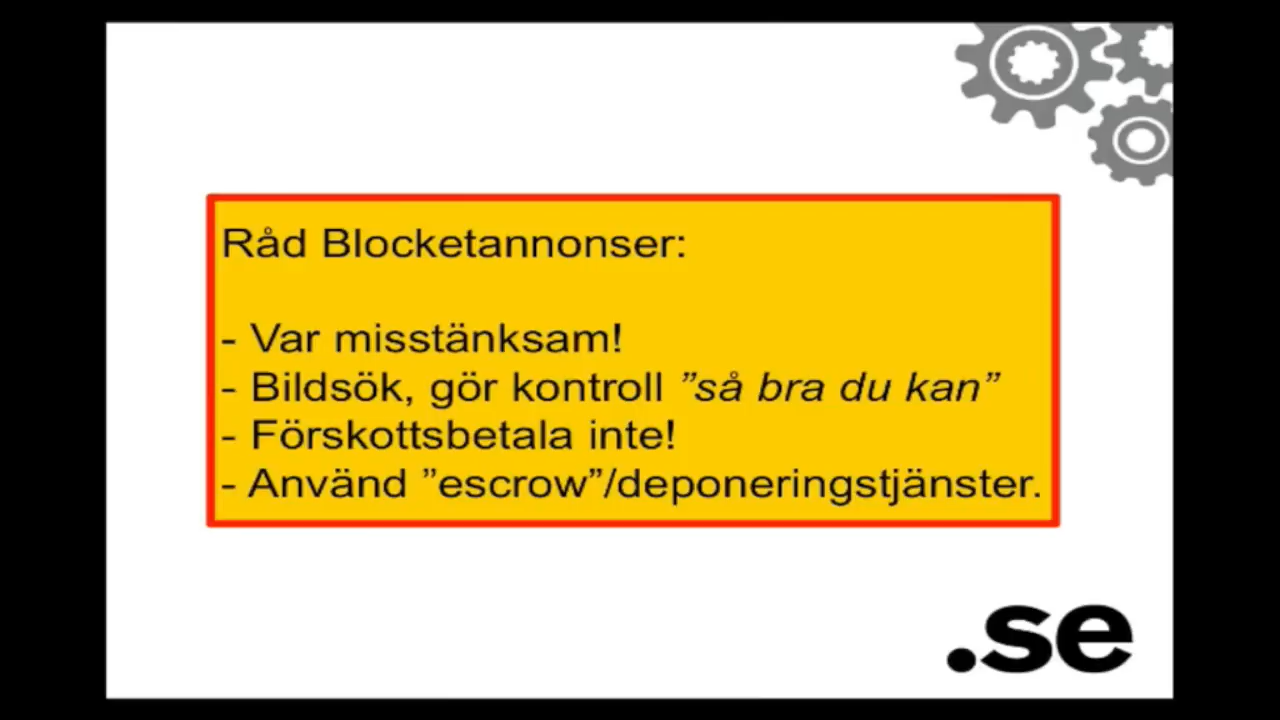 Råd Blocketannonser:
- Var misstänksam!
- Bildsök, gör kontroll ”så bra du kan”
- Förskottsbetala inte!
- Använd ”escrow”/deponeringstjänster.
.se